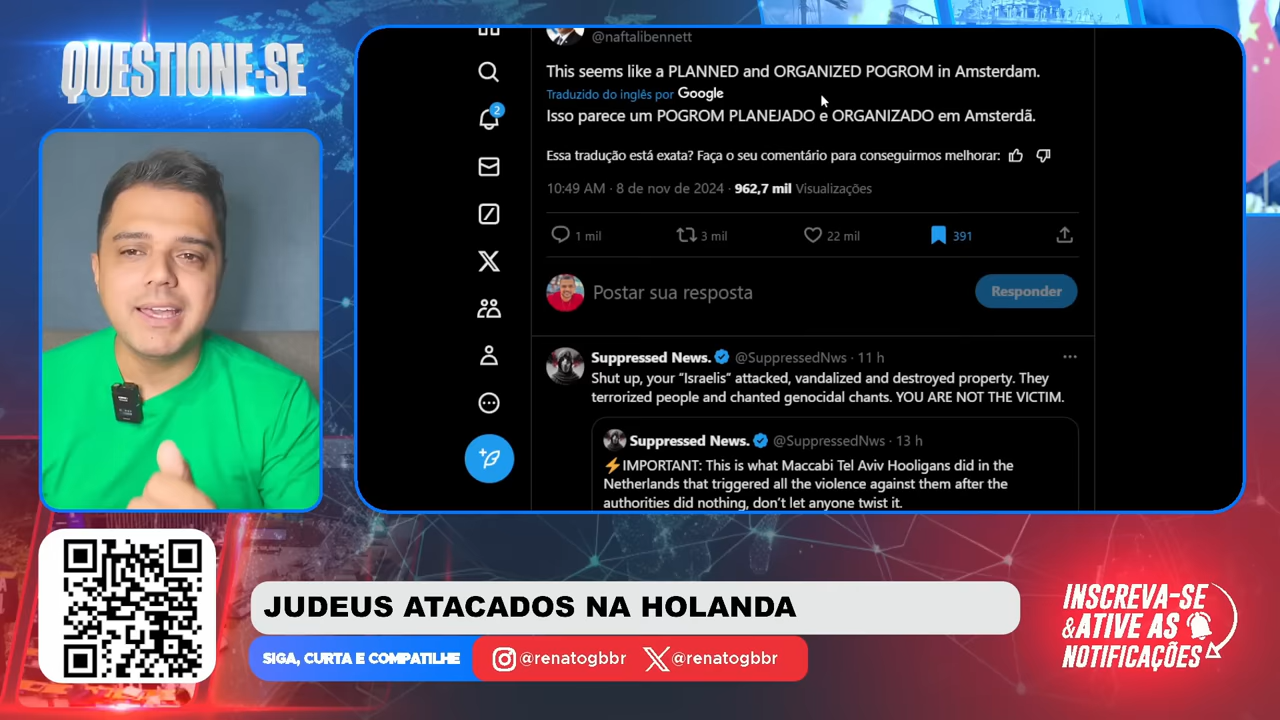 QUESTIONE-SE
@naftalibennett
This seems like a PLANNED and ORGANIZED POGROM in Amsterdam.
Traduzido do inglês por Google
Isso parece um POGROM PLANEJADO e ORGANIZADO em Amsterdã.
Essa tradução está exata? Faça o seu comentário para conseguirmos melhorar:
10:49 AM · 8 de nov de 2024 · 962,7 mil Visualizações
1 mil
3 mil
22 mil
391
2
Postar sua resposta
Responder
Suppressed News. @SuppressedNws · 11 h
Shut up, your “Israelis” attacked, vandalized and destroyed property. They
terrorized people and chanted genocidal chants. YOU ARE NOT THE VICTIM.
Suppressed News. @SuppressedNws · 13 h
⚡IMPORTANT: This is what Maccabi Tel Aviv Hooligans did in the
Netherlands that triggered all the violence against them after the
authorities did nothing, don’t let anyone twist it.
JUDEUS ATACADOS NA HOLANDA
SIGA, CURTA E COMPATILHE
@renatogbbr
@renatogbbr
INSCREVA-SE
&ATIVE AS
NOTIFICAÇÕES